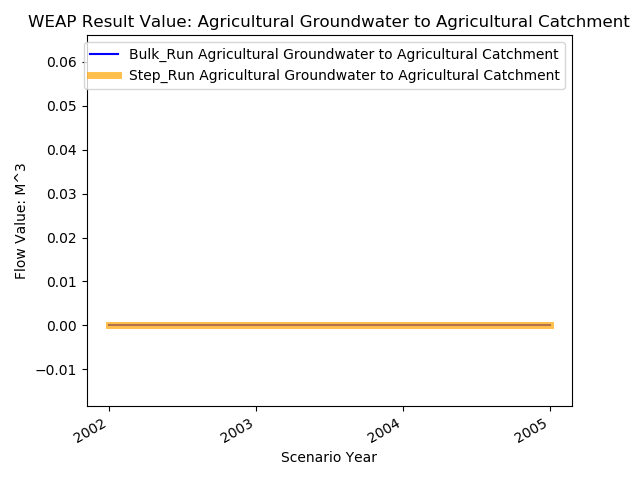 WEAP Result Value: Agricultural Groundwater to Agricultural Catchment
Bulk_Run Agricultural Groundwater to Agricultural Catchment
Step_Run Agricultural Groundwater to Agricultural Catchment
0.06
0.05
0.04
0.03
0.02
0.01
0.00
−0.01
Flow Value: M^3
2002
2003
2004
2005
Scenario Year